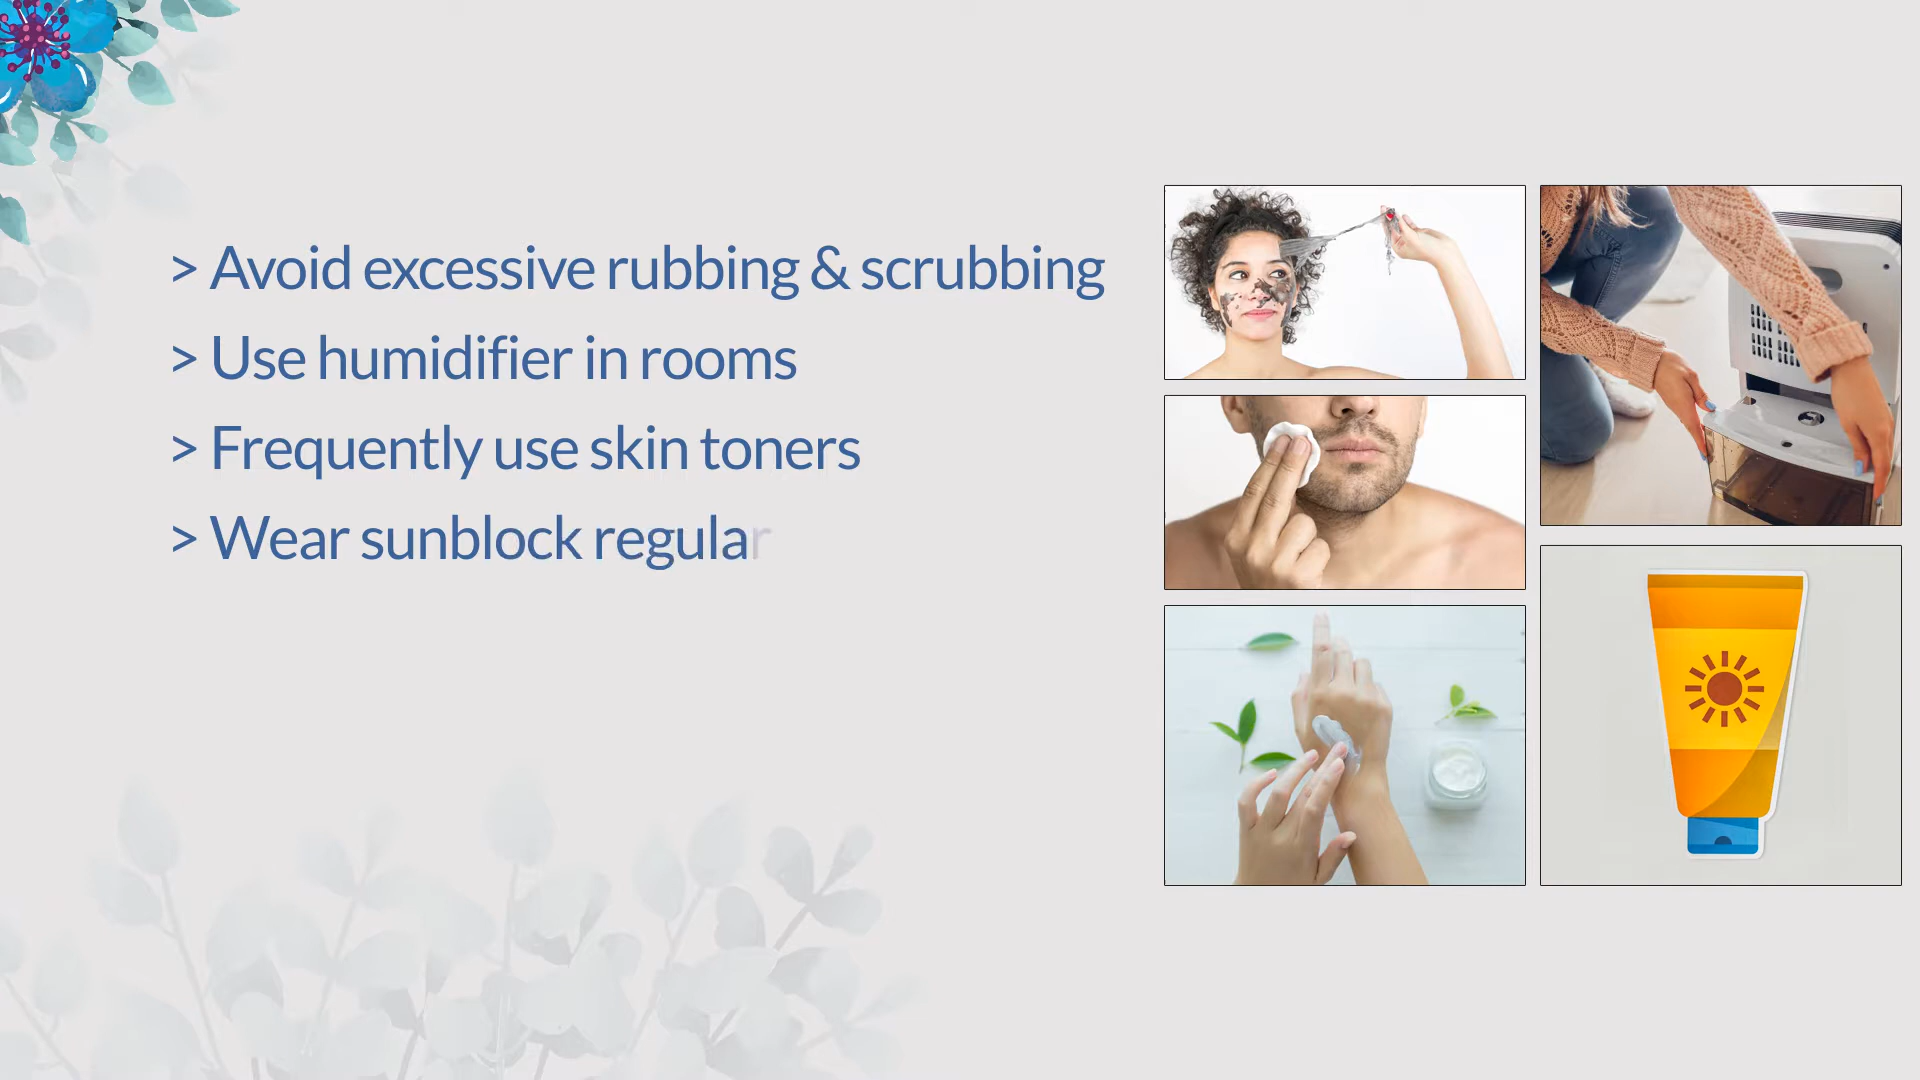 > Avoid excessive rubbing & scrubbing
> Use humidifier in rooms
> Frequently use skin toners
> Wear sunblock regular